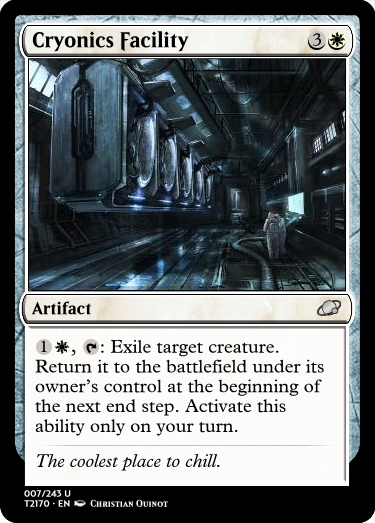 Cryonics Facility 3
Artifact
1, : Exile target creature.
Return it to the battlefield under its
owner's control at the beginning of
the next end step. Activate this
ability only on your turn.
The coolest place to chill.
007/243 U
T2170 • EN Christian Quinot